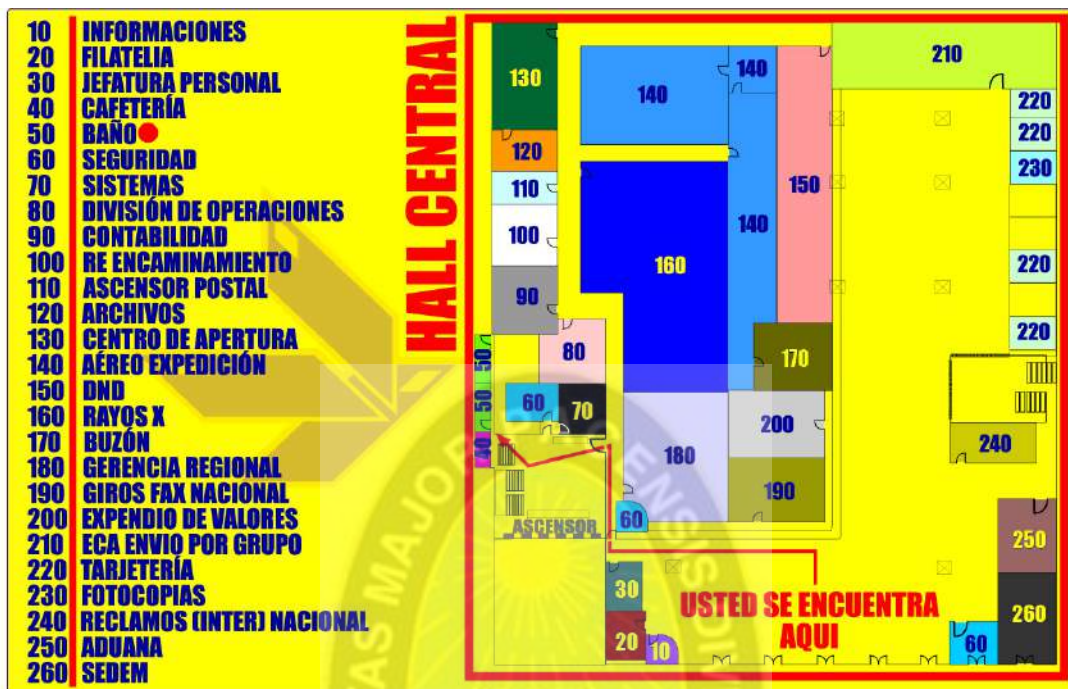 10 INFORMACIONES
20 FILATELIA
30 JEFATURA PERSONAL
40 CAFETERÍA
50 BAÑO
60 SEGURIDAD
70 SISTEMAS
80 DIVISIÓN DE OPERACIONES
90 CONTABILIDAD
100 RE ENCAMINAMIENTO
110 ASCENSOR POSTAL
120 ARCHIVOS
130 CENTRO DE APERTURA
140 AÉREO EXPEDICIÓN
150 DND
160 RAYOS X
170 BUZÓN
180 GERENCIA REGIONAL
190 GIROS FAX NACIONAL
200 EXPENDIO DE VALORES
210 ECA ENVIO POR GRUPO
220 TARJETERÍA
230 FOTOCOPIAS
240 RECLAMOS (INTER) NACIONAL
250 ADUANA
260 SEDEM
HALL CENTRAL
130
140
140
210
220
220
120
230
110
150
100
140
160
220
90
220
50
80
170
50
60
70
200
40
180
240
190
60
ASCENSOR
250
30
USTED SE ENCUENTRA
AQUI
260
20
10
60
MAJOR PACENSIS DI